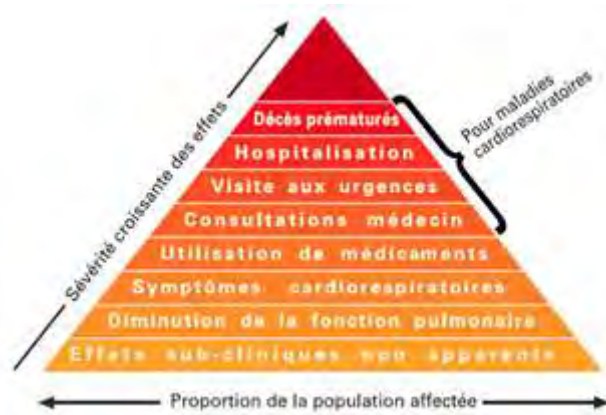 Sévérité croissante des effets
Décès prématurés
Hospitalisation
Visite aux urgences
Consultations médecin
Utilisation de médicaments
Symptômes cardiorespiratoires
Diminution de la fonction pulmonaire
Effets sub-cliniques non apparents
Pour maladies
cardiorespiratoires
Proportion de la population affectée